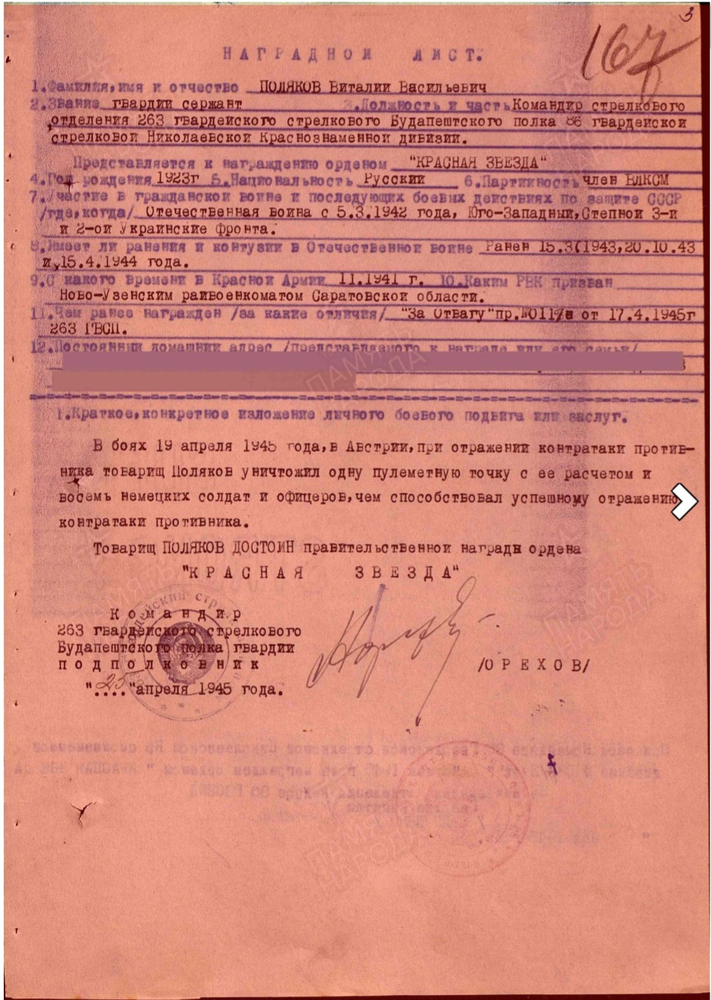 3
167
НАГРАДНОЙ ЛИСТ.
1.Фамилия,имя и отчество ПОЛЯКОВ Виталий Васильевич
2.Звание гвардии сержант 3.Должность и часть Командир стрелкового
отделения 263 гвардейского стрелкового Будапештского полка 86 гвардейской
стрелковой Николаевской Краснознаменной дивизии.
Представляется к награждению орденом "КРАСНАЯ ЗВЕЗДА"
4.Год рождения 1923г 5.Национальность Русский 6.Партийность член ВЛКСМ
7.Участие в гражданской войне и последующих боевых действиях по защите СССР
/где,когда/ Отечественная война с 5.3.1942 года, Юго-Западный,Степной 3-й
и 2-ой Украинские Фронта.
8.Имеет ли ранения и контузии в Отечественной войне Ранен 15.3.1943,20.10.43
и 15.4.1944 года.
9.С какого времени в Красной Армии 11.1941 г. 10.Каким РВК призван
Ново-Узенским райвоенкоматом Саратовской области.
11.Чем ранее награжден /за какие отличия/ "За Отвагу"пр. от 17.4.1945г
263 ГВСП.
12.Постоянный домашний адрес /представляемого к награде или его семьи/
1.Краткое,конкретное изложение личного боевого подвига или заслуг.
В боях 19 апреля 1945 года,в Австрии,при отражении контратаки против-
ника товарищ Поляков уничтожил одну пулеметную точку с ее расчетом и
восемь немецких солдат и офицеров,чем способствовал успешному отражению
контратаки противника.
Товарищ ПОЛЯКОВ ДОСТОИН правительственной награды ордена
"КРАСНАЯ ЗВЕЗДА"
Командир
263 гвардейского стрелкового
Будапештского полка гвардии
подполковник
/ОРЕХОВ/
"25"апреля 1945 года.
ПАМЯТЬ
НАРОДА